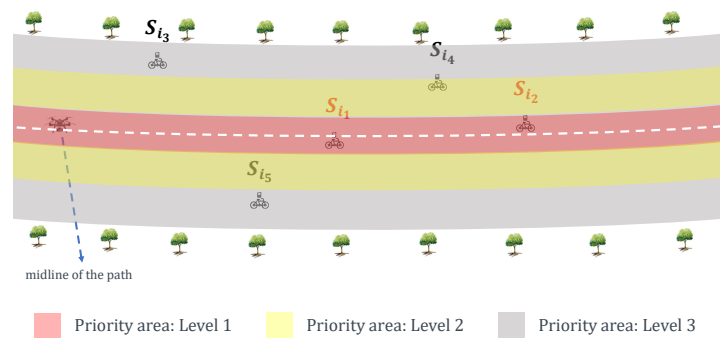 S_{i_3}
S_{i_4}
S_{i_1}
S_{i_2}
S_{i_5}
midline of the path
Priority area: Level 1
Priority area: Level 2
Priority area: Level 3